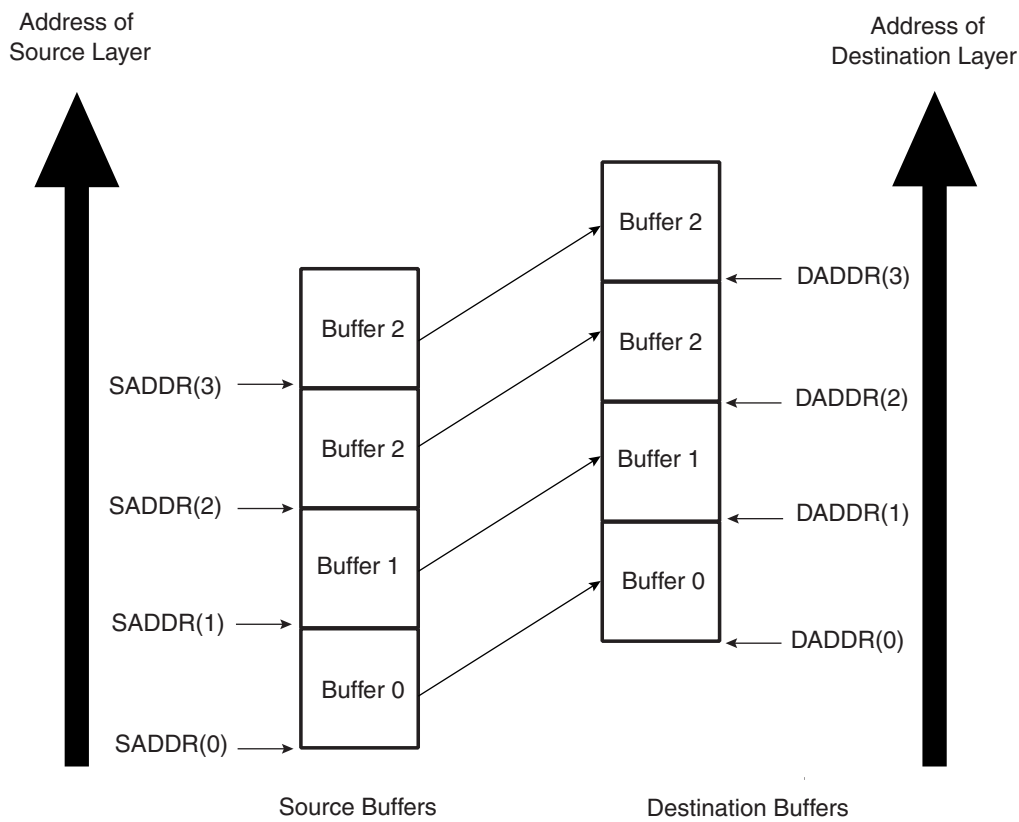 Address of
Source Layer
Address of
Destination Layer
Buffer 2
DADDR(3)
Buffer 2
Buffer 2
SADDR(3)
DADDR(2)
Buffer 2
Buffer 1
SADDR(2)
DADDR(1)
Buffer 1
Buffer 0
SADDR(1)
DADDR(0)
Buffer 0
SADDR(0)
Source Buffers
Destination Buffers